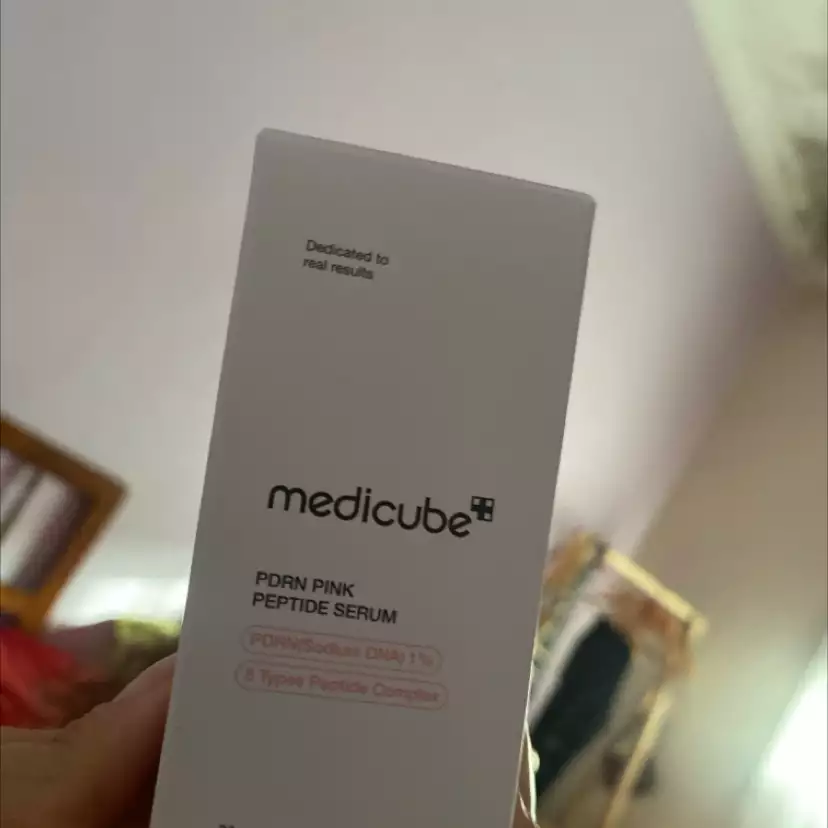 Dedicated to
real results
medicube
PDRN PINK
PEPTIDE SERUM
PDRN(Sodium DNA) 1%
5 Types Peptide Complex